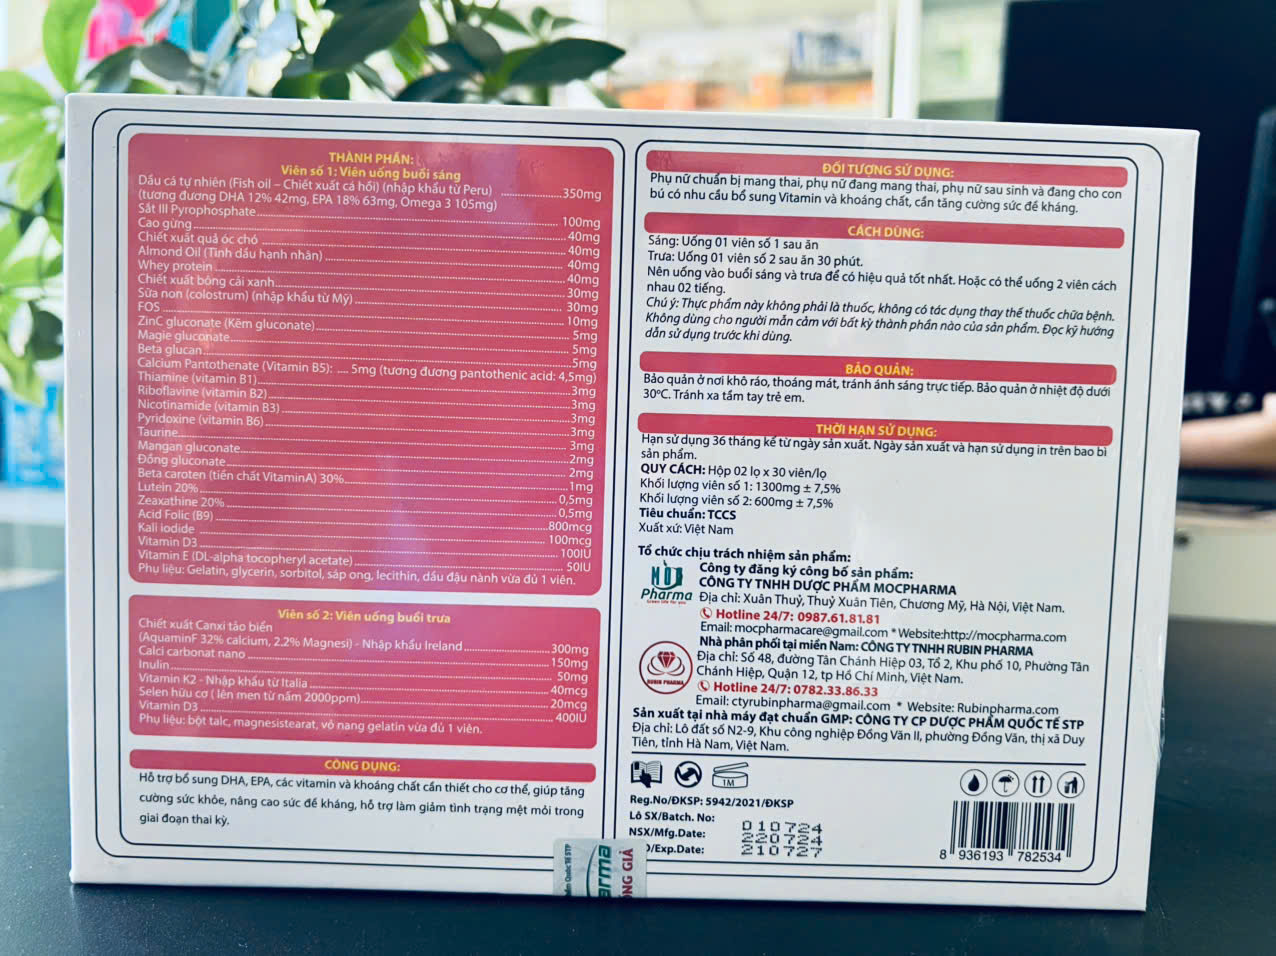 THÀNH PHẦN:
Viên số 1: Viên uống buổi sáng
Dầu cá tự nhiên (Fish oil – Chiết xuất cá hồi) (nhập khẩu từ Peru) ........ 350mg
(tương đương DHA 12% 42mg, EPA 18% 63mg, Omega 3 105mg)
Sắt III Pyrophosphate ........ 100mg
Cao gừng ........ 40mg
Chiết xuất quả óc chó ........ 40mg
Almond Oil (Tinh dầu hạnh nhân) ........ 40mg
Whey protein ........ 40mg
Chiết xuất bông cải xanh ........ 30mg
Sữa non (colostrum) (nhập khẩu từ Mỹ) ........ 30mg
FOS ........ 10mg
ZinC gluconate (Kẽm gluconate) ........ 5mg
Magie gluconate ........ 5mg
Beta glucan ........ 5mg
Calcium Pantothenate (Vitamin B5): .... 5mg (tương đương pantothenic acid: 4,5mg)
Thiamine (vitamin B1) ........ 3mg
Riboflavine (vitamin B2) ........ 3mg
Nicotinamide (vitamin B3) ........ 3mg
Pyridoxine (vitamin B6) ........ 3mg
Taurine ........ 3mg
Mangan gluconate ........ 2mg
Đồng gluconate ........ 2mg
Beta caroten (tiền chất VitaminA) 30% ........ 1mg
Lutein 20% ........ 0,5mg
Zeaxathine 20% ........ 0,5mg
Acid Folic (B9) ........ 800mcg
Kali iodide ........ 100mcg
Vitamin D3 ........ 100IU
Vitamin E (DL-alpha tocopheryl acetate) ........ 50IU
Phụ liệu: Gelatin, glycerin, sorbitol, sáp ong, lecithin, dầu đậu nành vừa đủ 1 viên.
Viên số 2: Viên uống buổi trưa
Chiết xuất Canxi tảo biển
(AquaminF 32% calcium, 2,2% Magnesi) - Nhập khẩu Ireland ........ 300mg
Calci carbonat nano ........ 150mg
Inulin ........ 50mg
Vitamin K2 - Nhập khẩu từ Italia ........ 40mcg
Selen hữu cơ ( lên men từ nấm 2000ppm) ........ 20mcg
Vitamin D3 ........ 400IU
Phụ liệu: bột talc, magnesistearat, vỏ nang gelatin vừa đủ 1 viên.
CÔNG DỤNG:
Hỗ trợ bổ sung DHA, EPA, các vitamin và khoáng chất cần thiết cho cơ thể, giúp tăng
cường sức khỏe, nâng cao sức đề kháng, hỗ trợ làm giảm tình trạng mệt mỏi trong
giai đoạn thai kỳ.
ĐỐI TƯỢNG SỬ DỤNG:
Phụ nữ chuẩn bị mang thai, phụ nữ đang mang thai, phụ nữ sau sinh và đang cho con
bú có nhu cầu bổ sung Vitamin và khoáng chất, cần tăng cường sức đề kháng.
CÁCH DÙNG:
Sáng: Uống 01 viên số 1 sau ăn
Trưa: Uống 01 viên số 2 sau ăn 30 phút.
Nên uống vào buổi sáng và trưa để có hiệu quả tốt nhất. Hoặc có thể uống 2 viên cách
nhau 02 tiếng.
Chú ý: Thực phẩm này không phải là thuốc, không có tác dụng thay thế thuốc chữa bệnh.
Không dùng cho người mẫn cảm với bất kỳ thành phần nào của sản phẩm. Đọc kỹ hướng
dẫn sử dụng trước khi dùng.
BẢO QUẢN:
Bảo quản ở nơi khô ráo, thoáng mát, tránh ánh sáng trực tiếp. Bảo quản ở nhiệt độ dưới
30ºC. Tránh xa tầm tay trẻ em.
THỜI HẠN SỬ DỤNG:
Hạn sử dụng 36 tháng kể từ ngày sản xuất. Ngày sản xuất và hạn sử dụng in trên bao bì
sản phẩm.
QUY CÁCH: Hộp 02 lọ x 30 viên/lọ
Khối lượng viên số 1: 1300mg ± 7,5%
Khối lượng viên số 2: 600mg ± 7,5%
Tiêu chuẩn: TCCS
Xuất xứ: Việt Nam
Tổ chức chịu trách nhiệm sản phẩm:
Công ty đăng ký công bố sản phẩm:
CÔNG TY TNHH DƯỢC PHẨM MOCPHARMA
Địa chỉ: Xuân Thuỷ, Thuỷ Xuân Tiên, Chương Mỹ, Hà Nội, Việt Nam.
Hotline 24/7: 0987.61.81.81
Email: mocpharmacare@gmail.com * Website:http://mocpharma.com
MỘC
Pharma
Green life for you
Nhà phân phối tại miền Nam: CÔNG TY TNHH RUBIN PHARMA
Địa chỉ: Số 48, đường Tân Chánh Hiệp 03, Tổ 2, Khu phố 10, Phường Tân
Chánh Hiệp, Quận 12, tp Hồ Chí Minh, Việt Nam.
Hotline 24/7: 0782.33.86.33
Email: ctyrubinpharma@gmail.com * Website: Rubinpharma.com
RUBIN PHARMA
Sản xuất tại nhà máy đạt chuẩn GMP: CÔNG TY CP DƯỢC PHẨM QUỐC TẾ STP
Địa chỉ: Lô đất số N2-9, Khu công nghiệp Đồng Văn II, phường Đồng Văn, thị xã Duy
Tiên, tỉnh Hà Nam, Việt Nam.
1M
Reg.No/ĐKSP: 5942/2021/ĐKSP
Lô SX/Batch. No: 010724
NSX/Mfg.Date: 220724
D/Exp.Date: 210727
8 936193 782534
Quốc Tế STP
arma
NG GIẢ